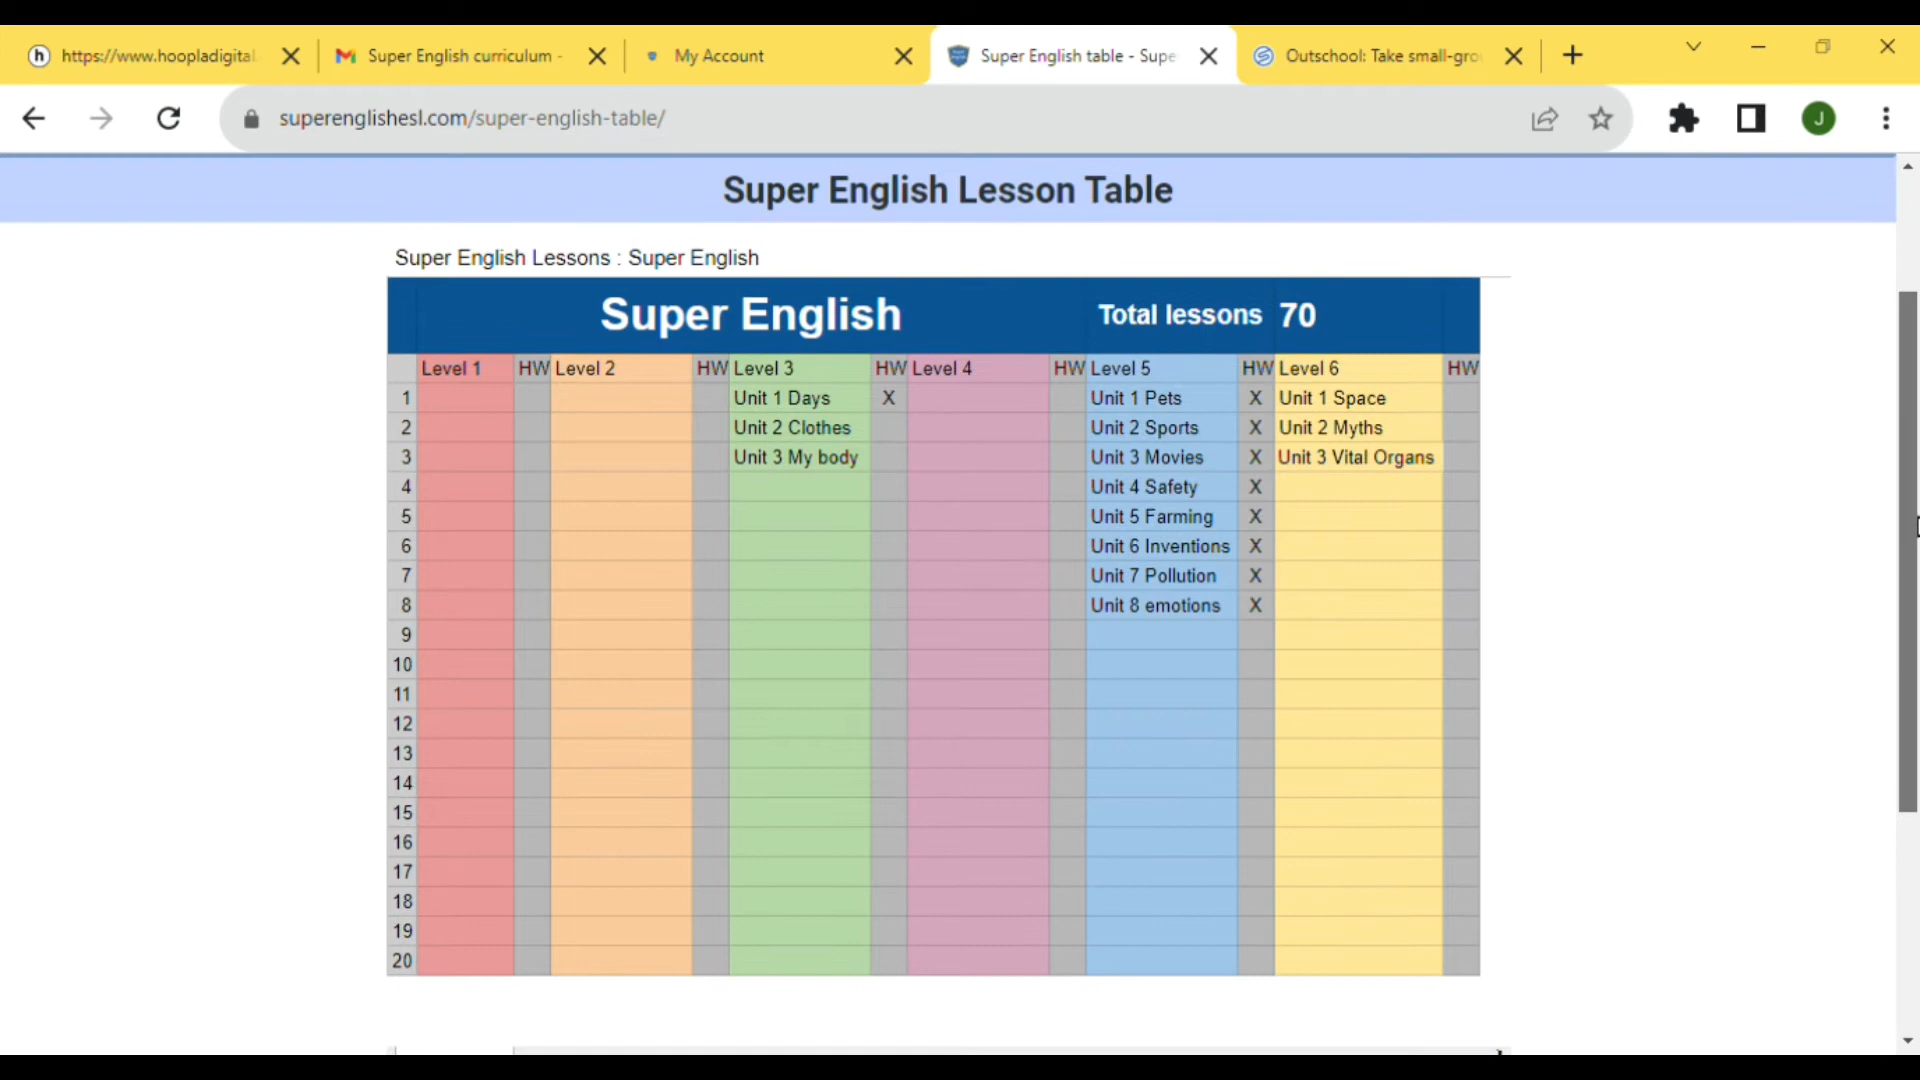 https://www.hoopladigital.
Super English curriculum -
My Account
Super English table - Supe
Outschool: Take small-gro
superenglishesl.com/super-english-table/
J
Super English Lesson Table
Super English Lessons : Super English
Super English Total lessons 70
Level 1 HW Level 2 HW Level 3 HW Level 4 HW Level 5 HW Level 6 HW
1 Unit 1 Days X Unit 1 Pets X Unit 1 Space
2 Unit 2 Clothes Unit 2 Sports X Unit 2 Myths
3 Unit 3 My body Unit 3 Movies X Unit 3 Vital Organs
4 Unit 4 Safety X
5 Unit 5 Farming X
6 Unit 6 Inventions X
7 Unit 7 Pollution X
8 Unit 8 emotions X
9
10
11
12
13
14
15
16
17
18
19
20